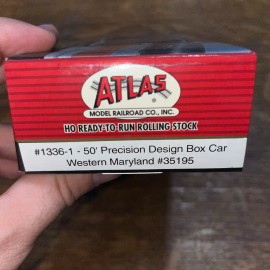 ATLAS
MODEL RAILROAD CO., INC.
HO READY-TO-RUN ROLLING STOCK
#1336-1 - 50' Precision Design Box Car
Western Maryland #35195